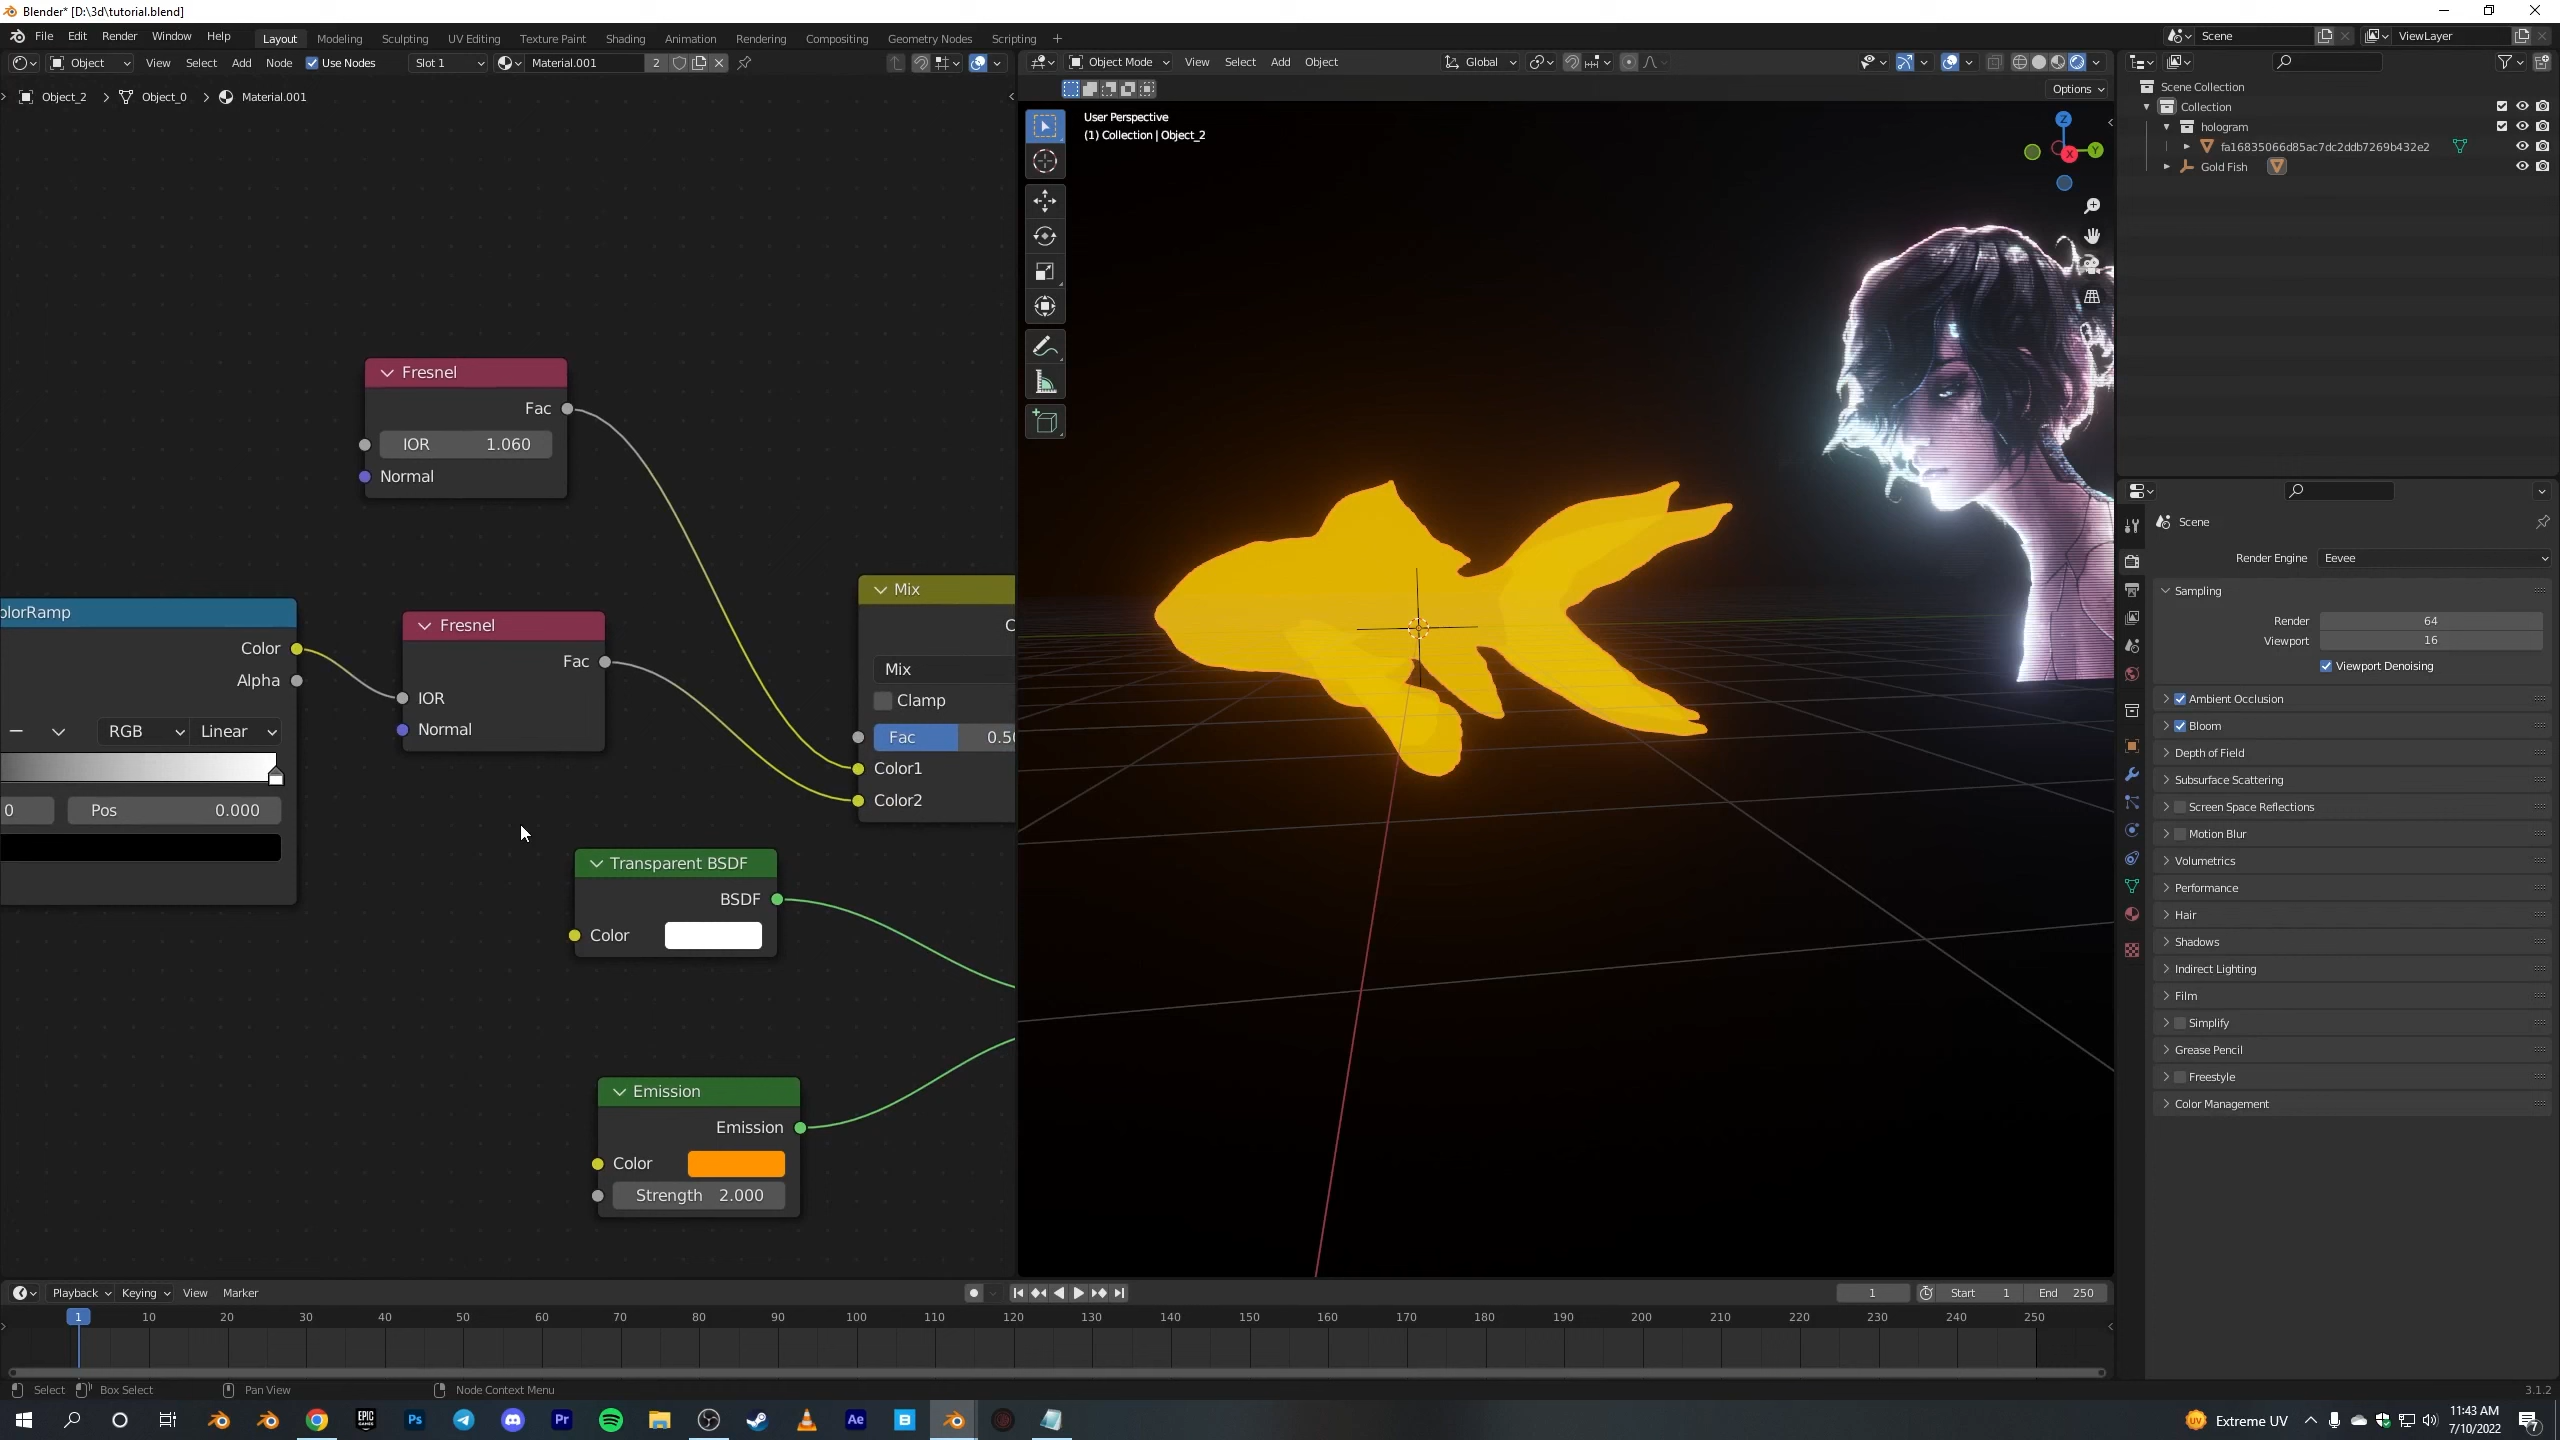 Blender* [D:\3d\tutorial.blend]
File Edit Render Window Help Layout Modeling Sculpting UV Editing Texture Paint Shading Animation Rendering Compositing Geometry Nodes Scripting + Scene ViewLayer
Object View Select Add Node Use Nodes Slot 1 Material.001 2
Object Mode View Select Add Object Global
Options
Object_2 > Object_0 > Material.001
User Perspective
(1) Collection | Object_2
Z
Y
X
Scene Collection
Collection
hologram
fa16835066d85ac7dc2ddb7269b432e2
Gold Fish
Fresnel
Fac
IOR 1.060
Normal
olorRamp
Color
Alpha
RGB Linear
0 Pos 0.000
Fresnel
Fac
IOR
Normal
Mix
C
Mix
Clamp
Fac 0.50
Color1
Color2
Transparent BSDF
BSDF
Color
Emission
Emission
Color
Strength 2.000
Scene
Render Engine Eevee
Sampling
Render 64
Viewport 16
Viewport Denoising
Ambient Occlusion
Bloom
Depth of Field
Subsurface Scattering
Screen Space Reflections
Motion Blur
Volumetrics
Performance
Hair
Shadows
Indirect Lighting
Film
Simplify
Grease Pencil
Freestyle
Color Management
Playback Keying View Marker 1 Start 1 End 250
1 10 20 30 40 50 60 70 80 90 100 110 120 130 140 150 160 170 180 190 200 210 220 230 240 250
Select Box Select Pan View Node Context Menu 3.1.2
EPIC GAMES Ps Pr Ae B UV Extreme UV 11:43 AM
7/10/2022 7